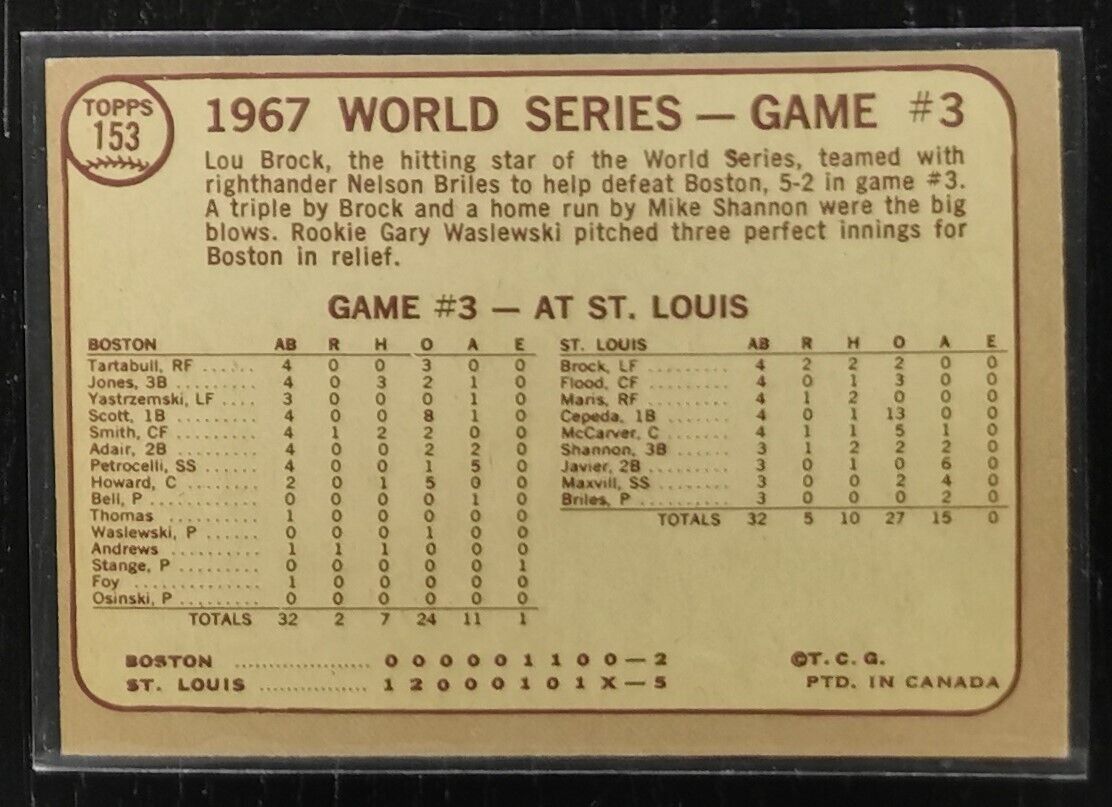 TOPPS
153
1967 WORLD SERIES — GAME #3
Lou Brock, the hitting star of the World Series, teamed with
righthander Nelson Briles to help defeat Boston, 5-2 in game #3.
A triple by Brock and a home run by Mike Shannon were the big
blows. Rookie Gary Waslewski pitched three perfect innings for
Boston in relief.
GAME #3 — AT ST. LOUIS
BOSTON AB R H O A E
Tartabull, RF ...... 4 0 0 3 0 0
Jones, 3B ........... 4 0 3 2 1 0
Yastrzemski, LF .... 3 0 0 0 1 0
Scott, 1B ........... 4 0 0 8 1 0
Smith, CF .......... 4 1 2 2 0 0
Adair, 2B ........... 4 0 0 2 2 0
Petrocelli, SS ...... 4 0 0 1 5 0
Howard, C ......... 2 0 1 5 0 0
Bell, P .............. 0 0 0 0 1 0
Thomas .......... 1 0 0 0 0 0
Waslewski, P ...... 0 0 0 1 0 0
Andrews .......... 1 1 1 0 0 0
Stange, P .......... 0 0 0 0 0 1
Foy .............. 1 0 0 0 0 0
Osinski, P ......... 0 0 0 0 0 0
TOTALS 32 2 7 24 11 1
ST. LOUIS AB R H O A E
Brock, LF ......... 4 2 2 2 0 0
Flood, CF ......... 4 0 1 3 0 0
Maris, RF ......... 4 1 2 0 0 0
Cepeda, 1B ....... 4 0 1 13 0 0
McCarver, C ...... 4 1 1 5 1 0
Shannon, 3B ...... 3 1 2 2 2 0
Javier, 2B ......... 3 0 1 0 6 0
Maxvill, SS ........ 3 0 0 2 4 0
Briles, P .......... 3 0 0 0 2 0
TOTALS 32 5 10 27 15 0
BOSTON .................... 0 0 0 0 0 1 1 0 0 — 2
ST. LOUIS ................ 1 2 0 0 0 1 0 1 X — 5
©T. C. G.
PTD. IN CANADA